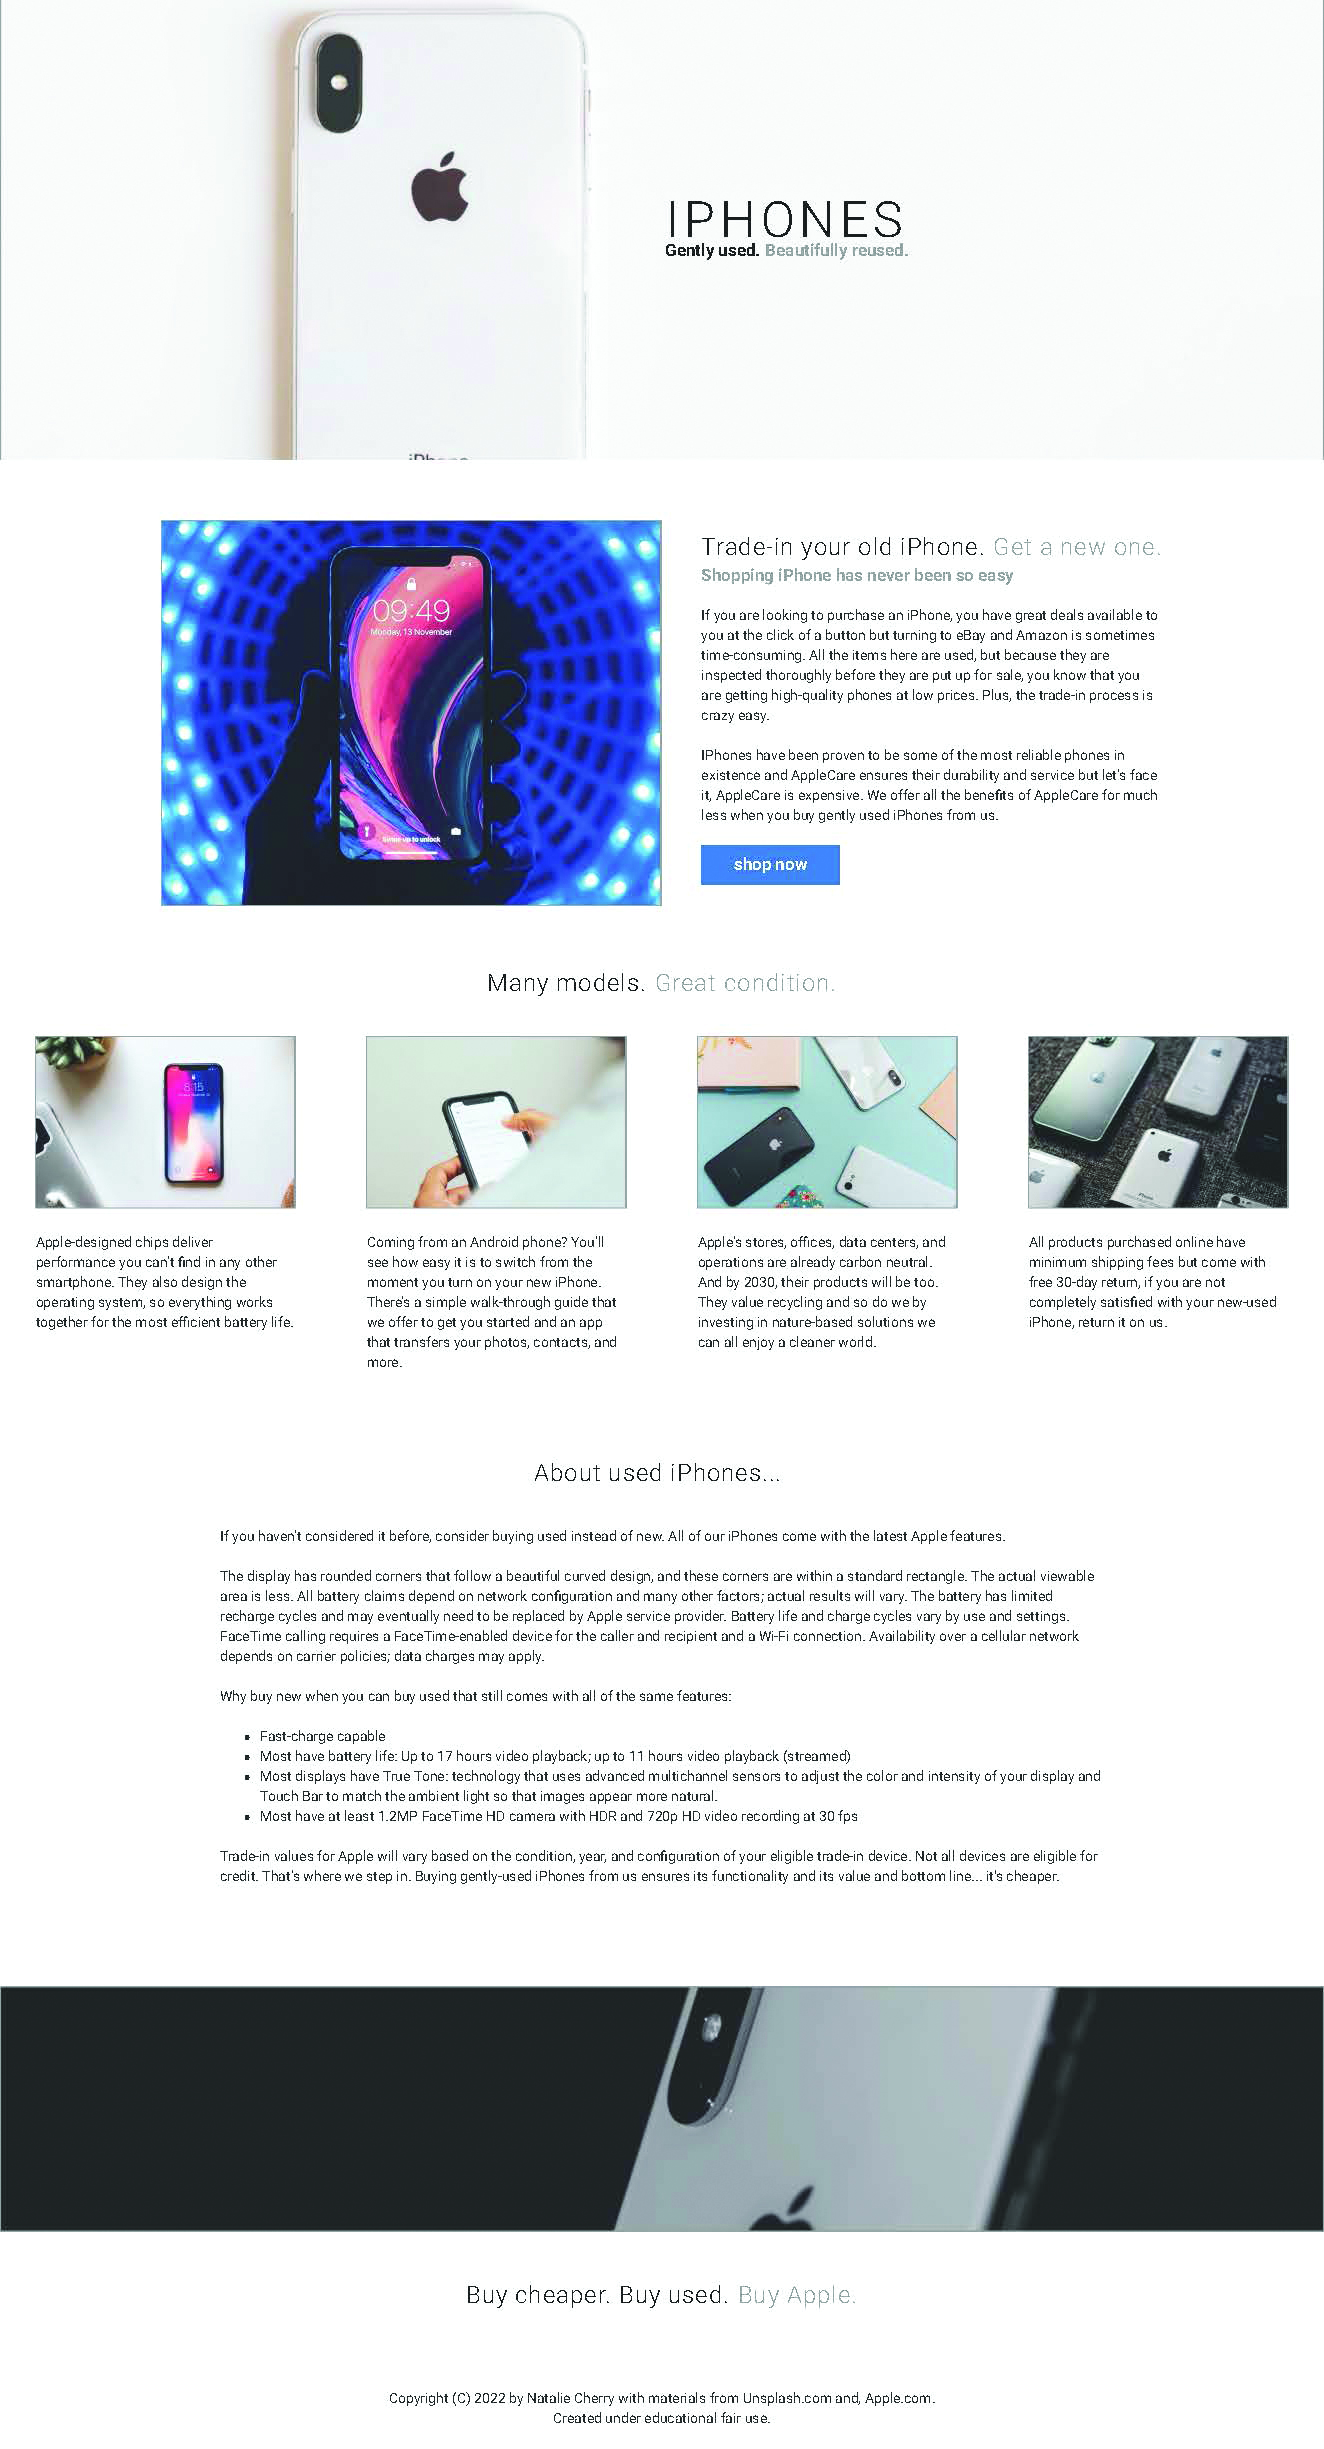 IPHONES
Gently used. Beautifully reused.
Trade-in your old iPhone. Get a new one.
Shopping iPhone has never been so easy
09:49
Monday, 13 November
Swipe up to unlock
If you are looking to purchase an iPhone, you have great deals available to
you at the click of a button but turning to eBay and Amazon is sometimes
time-consuming. All the items here are used, but because they are
inspected thoroughly before they are put up for sale, you know that you
are getting high-quality phones at low prices. Plus, the trade-in process is
crazy easy.
IPhones have been proven to be some of the most reliable phones in
existence and AppleCare ensures their durability and service but let's face
it, AppleCare is expensive. We offer all the benefits of AppleCare for much
less when you buy gently used iPhones from us.
shop now
Many models. Great condition.
8:15
Apple-designed chips deliver
performance you can't find in any other
smartphone. They also design the
operating system, so everything works
together for the most efficient battery life.
Coming from an Android phone? You'll
see how easy it is to switch from the
moment you turn on your new iPhone.
There's a simple walk-through guide that
we offer to get you started and an app
that transfers your photos, contacts, and
more.
Apple's stores, offices, data centers, and
operations are already carbon neutral.
And by 2030, their products will be too.
They value recycling and so do we by
investing in nature-based solutions we
can all enjoy a cleaner world.
iPhone
All products purchased online have
minimum shipping fees but come with
free 30-day return, if you are not
completely satisfied with your new-used
iPhone, return it on us.
About used iPhones...
If you haven't considered it before, consider buying used instead of new. All of our iPhones come with the latest Apple features.
The display has rounded corners that follow a beautiful curved design, and these corners are within a standard rectangle. The actual viewable
area is less. All battery claims depend on network configuration and many other factors; actual results will vary. The battery has limited
recharge cycles and may eventually need to be replaced by Apple service provider. Battery life and charge cycles vary by use and settings.
FaceTime calling requires a FaceTime-enabled device for the caller and recipient and a Wi-Fi connection. Availability over a cellular network
depends on carrier policies; data charges may apply.
Why buy new when you can buy used that still comes with all of the same features:
• Fast-charge capable
• Most have battery life: Up to 17 hours video playback; up to 11 hours video playback (streamed)
• Most displays have True Tone: technology that uses advanced multichannel sensors to adjust the color and intensity of your display and
Touch Bar to match the ambient light so that images appear more natural.
• Most have at least 1.2MP FaceTime HD camera with HDR and 720p HD video recording at 30 fps
Trade-in values for Apple will vary based on the condition, year, and configuration of your eligible trade-in device. Not all devices are eligible for
credit. That's where we step in. Buying gently-used iPhones from us ensures its functionality and its value and bottom line... it's cheaper.
Buy cheaper. Buy used. Buy Apple.
Copyright (C) 2022 by Natalie Cherry with materials from Unsplash.com and, Apple.com.
Created under educational fair use.